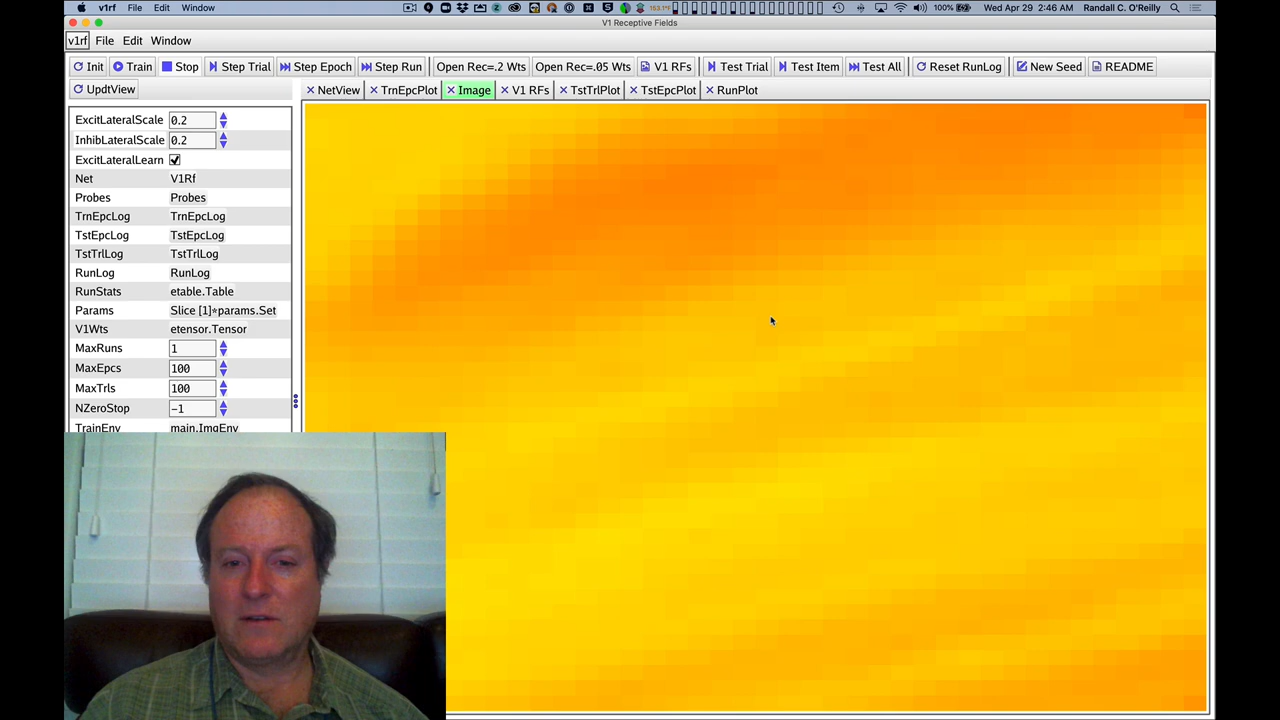 v1rf File Edit Window 153.1°F 100% Wed Apr 29 2:46 AM Randall C. O'Reilly
V1 Receptive Fields
v1rf File Edit Window
Init Train Stop Step Trial Step Epoch Step Run Open Rec=.2 Wts Open Rec=.05 Wts V1 RFs Test Trial Test Item Test All Reset RunLog New Seed README
UpdtView
NetView TrnEpcPlot Image V1 RFs TstTrlPlot TstEpcPlot RunPlot
ExcitLateralScale 0.2
InhibLateralScale 0.2
ExcitLateralLearn
Net V1Rf
Probes Probes
TrnEpcLog TrnEpcLog
TstEpcLog TstEpcLog
TstTrlLog TstTrlLog
RunLog RunLog
RunStats etable.Table
Params Slice [1]*params.Set
V1Wts etensor.Tensor
MaxRuns 1
MaxEpcs 100
MaxTrls 100
NZeroStop -1
TrainEnv main.ImgEnv